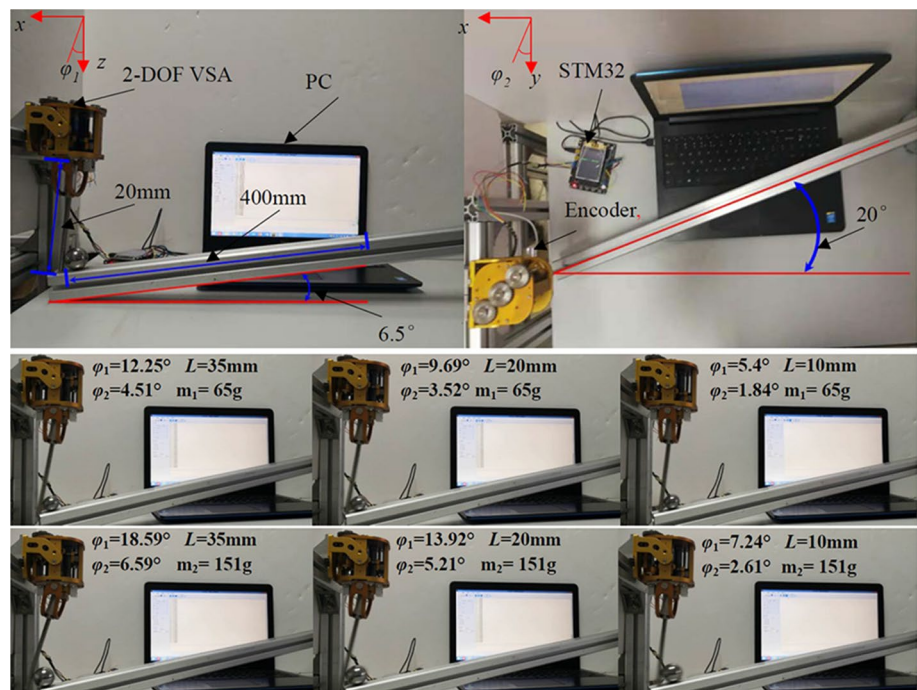 x
φ1
z
2-DOF VSA
PC
20mm
400mm
6.5°
x
φ2
y
STM32
Encoder,
20°
φ1=12.25° L=35mm
φ2=4.51° m1= 65g
φ1=9.69° L=20mm
φ2=3.52° m1= 65g
φ1=5.4° L=10mm
φ2=1.84° m1= 65g
φ1=18.59° L=35mm
φ2=6.59° m2= 151g
φ1=13.92° L=20mm
φ2=5.21° m2= 151g
φ1=7.24° L=10mm
φ2=2.61° m2= 151g